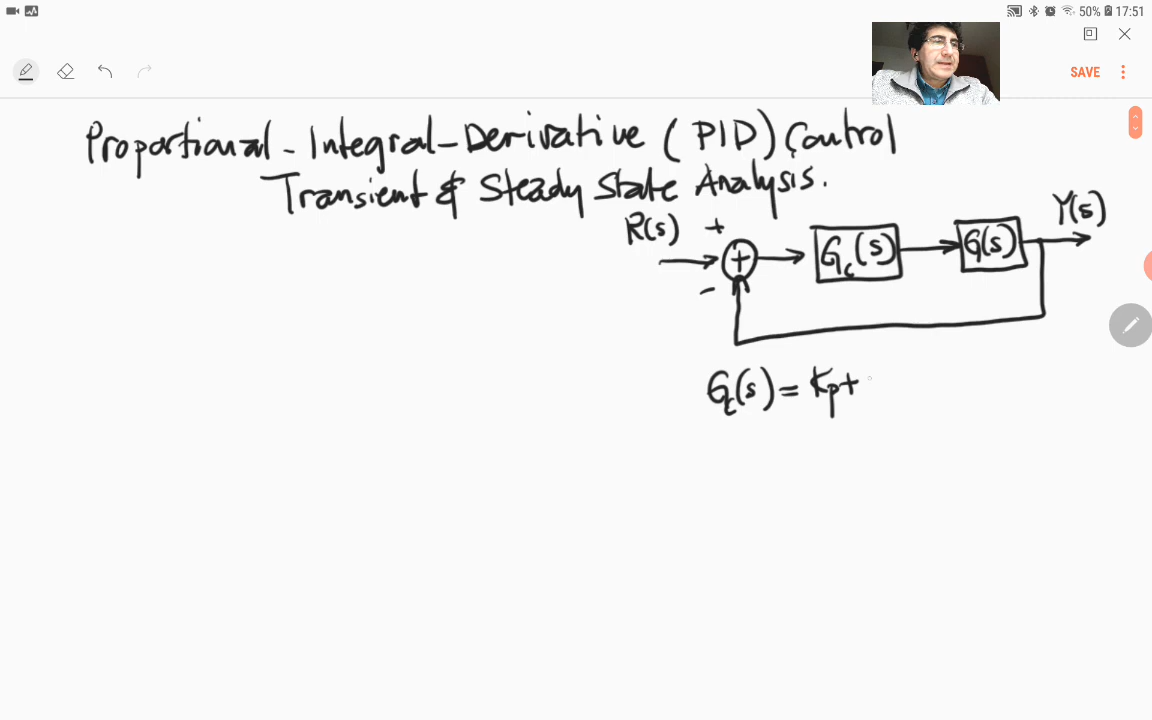 50% 17:51
SAVE
Proportional - Integral-Derivative (PID) Control
Transient & Steady State Analysis.
R(s) + Y(s)
+ Gc(s) G(s)
-
Gc(s) = Kp+